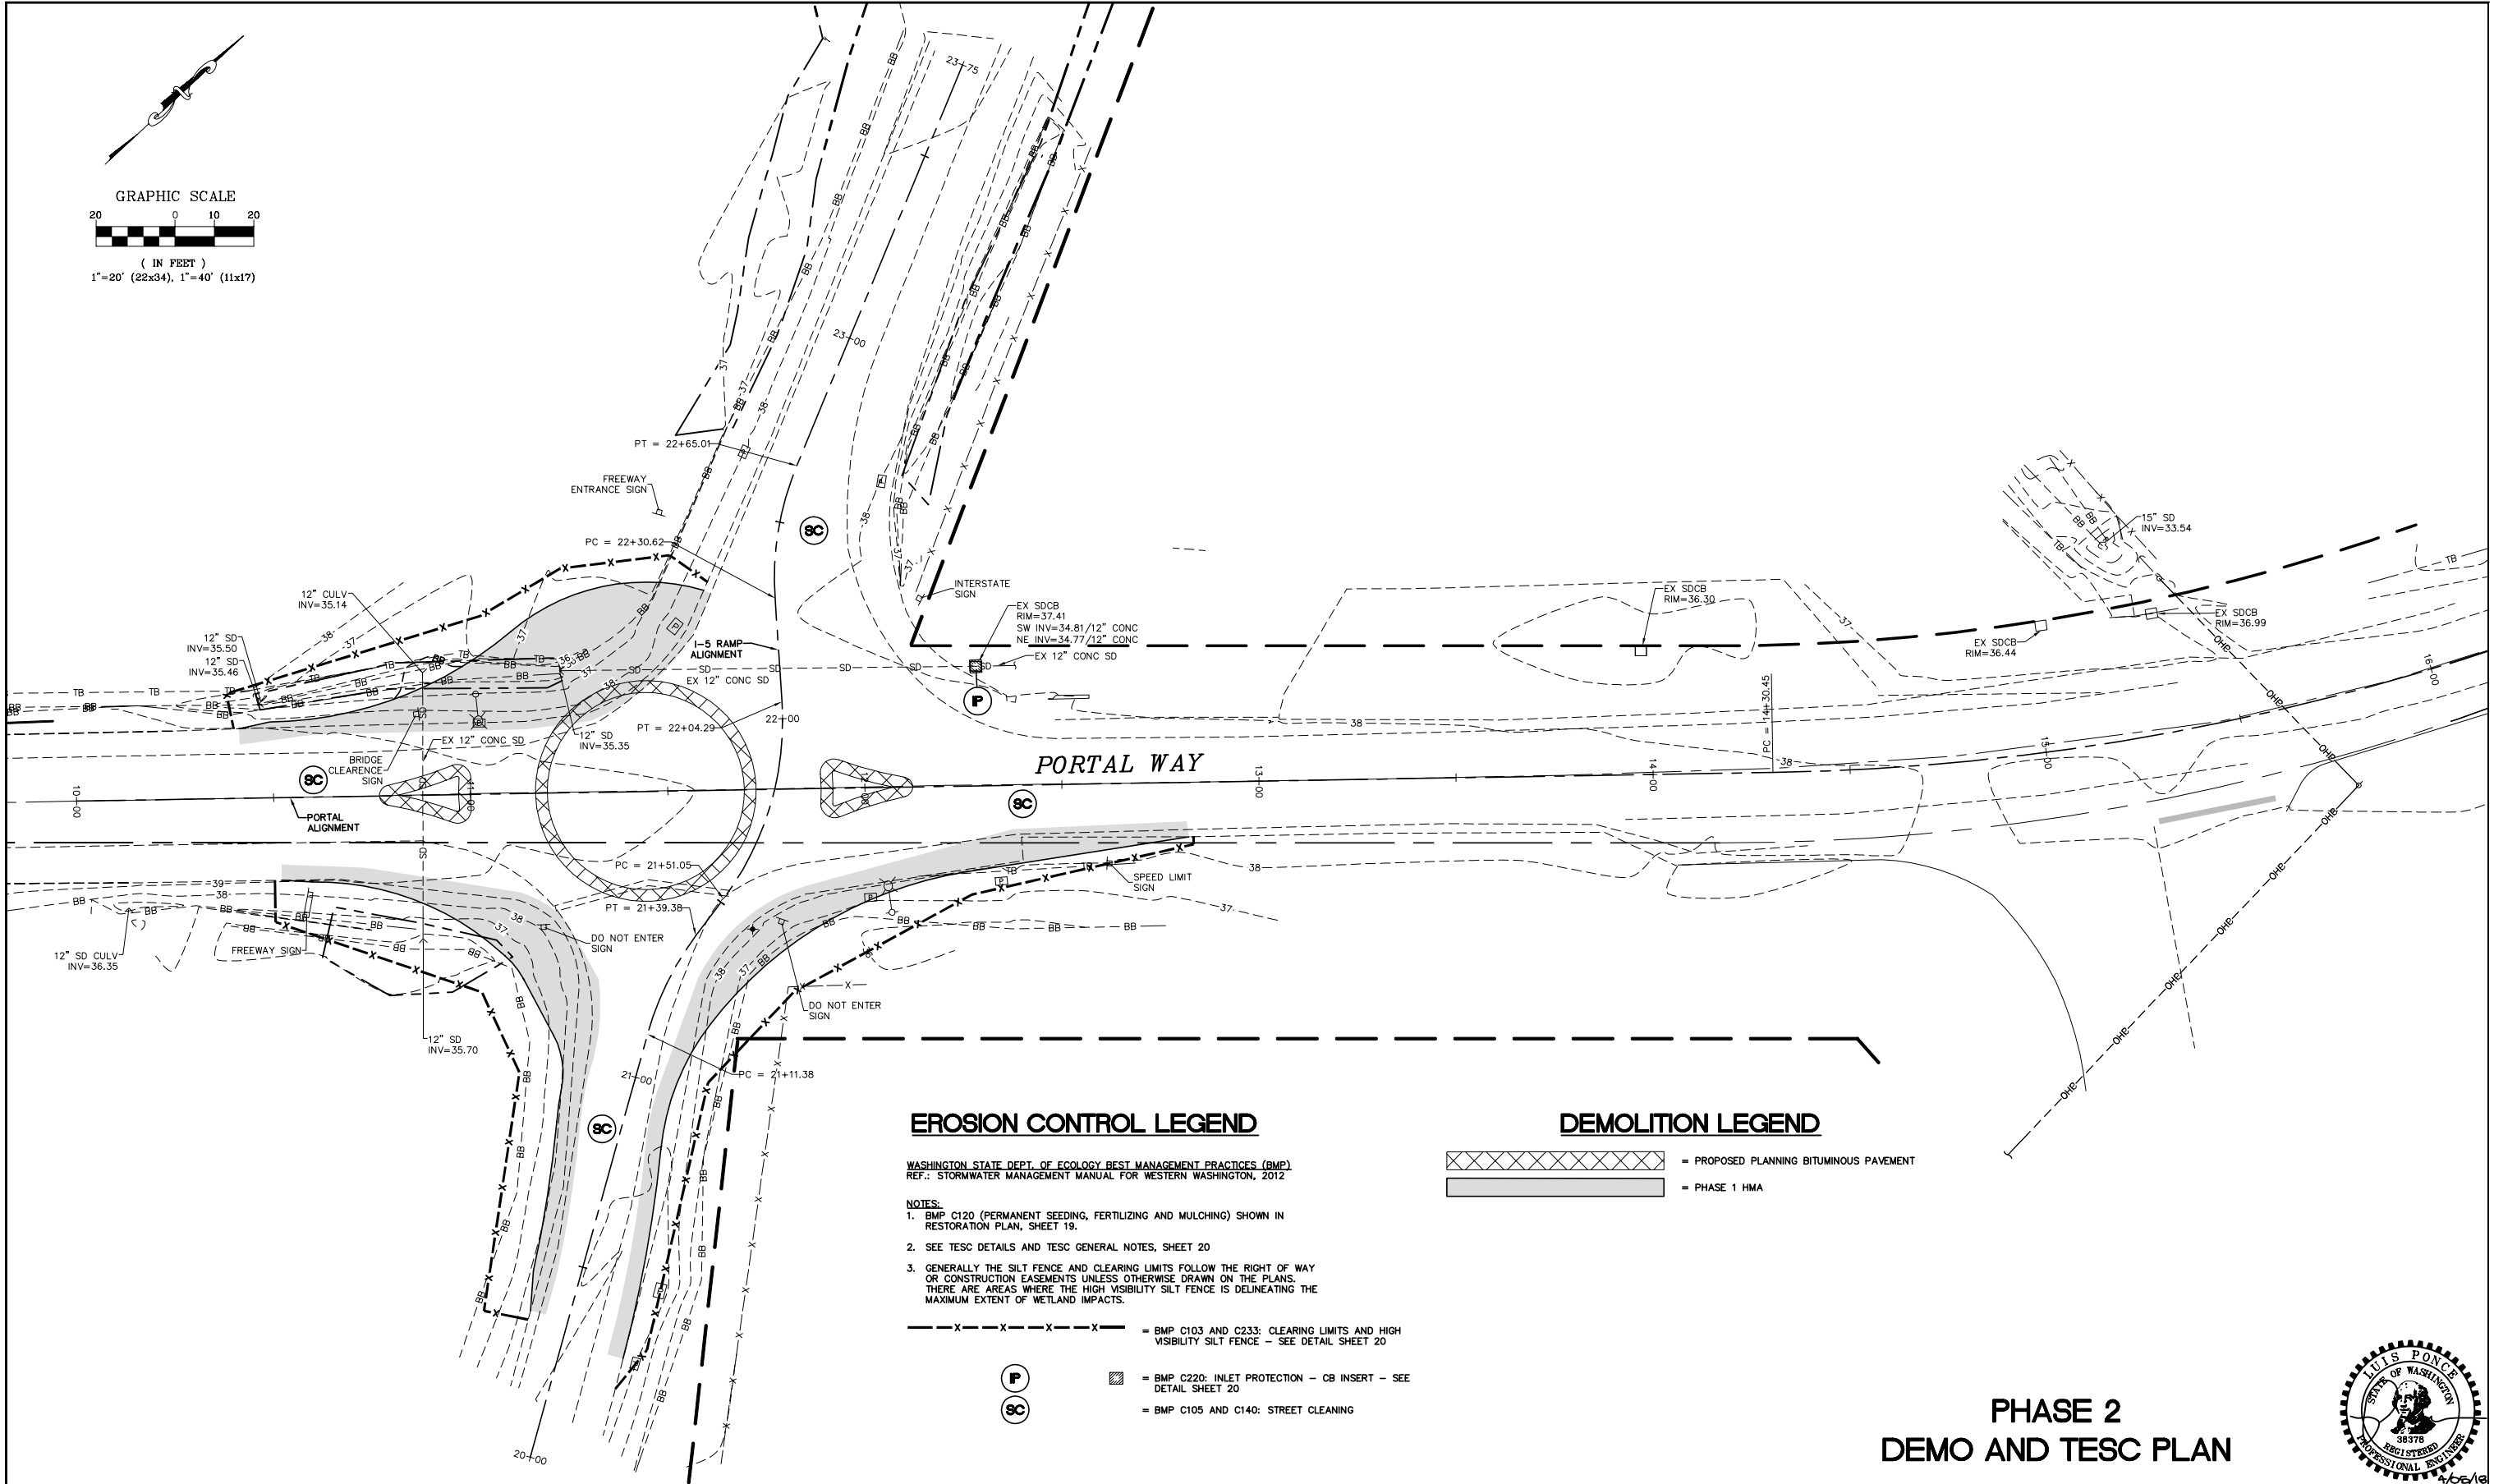 GRAPHIC SCALE
20 0 10 20
( IN FEET )
1"=20' (22x34), 1"=40' (11x17)
23+75
23+00
PT = 22+65.01
FREEWAY
ENTRANCE SIGN
PC = 22+30.62
SC
12" CULV
INV=35.14
12" SD
INV=35.50
12" SD
INV=35.46
I-5 RAMP
ALIGNMENT
EX 12" CONC SD
INTERSTATE
SIGN
EX SDCB
RIM=37.41
SW INV=34.81/12" CONC
NE INV=34.77/12" CONC
EX 12" CONC SD
IP
EX SDCB
RIM=36.30
EX SDCB
RIM=36.44
15" SD
INV=33.54
EX SDCB
RIM=36.99
PT = 22+04.29
22+00
12" SD
INV=35.35
EX 12" CONC SD
BRIDGE
CLEARENCE
SIGN
SC
PORTAL WAY
PC = 14+30.45
10+00
11+00
12+00
13+00
14+00
15+00
16+00
PORTAL
ALIGNMENT
SC
PC = 21+51.05
PT = 21+39.38
SPEED LIMIT
SIGN
DO NOT ENTER
SIGN
FREEWAY SIGN
12" SD CULV
INV=36.35
DO NOT ENTER
SIGN
12" SD
INV=35.70
PC = 21+11.38
21+00
SC
20+00
EROSION CONTROL LEGEND
WASHINGTON STATE DEPT. OF ECOLOGY BEST MANAGEMENT PRACTICES (BMP)
REF.: STORMWATER MANAGEMENT MANUAL FOR WESTERN WASHINGTON, 2012
NOTES:
1. BMP C120 (PERMANENT SEEDING, FERTILIZING AND MULCHING) SHOWN IN
RESTORATION PLAN, SHEET 19.
2. SEE TESC DETAILS AND TESC GENERAL NOTES, SHEET 20
3. GENERALLY THE SILT FENCE AND CLEARING LIMITS FOLLOW THE RIGHT OF WAY
OR CONSTRUCTION EASEMENTS UNLESS OTHERWISE DRAWN ON THE PLANS.
THERE ARE AREAS WHERE THE HIGH VISIBILITY SILT FENCE IS DELINEATING THE
MAXIMUM EXTENT OF WETLAND IMPACTS.
= BMP C103 AND C233: CLEARING LIMITS AND HIGH
VISIBILITY SILT FENCE – SEE DETAIL SHEET 20
IP = BMP C220: INLET PROTECTION – CB INSERT – SEE
DETAIL SHEET 20
SC = BMP C105 AND C140: STREET CLEANING
DEMOLITION LEGEND
= PROPOSED PLANNING BITUMINOUS PAVEMENT
= PHASE 1 HMA
PHASE 2
DEMO AND TESC PLAN
LUIS PONCE
STATE OF WASHINGTON
38378
REGISTERED
PROFESSIONAL ENGINEER
4/05/18